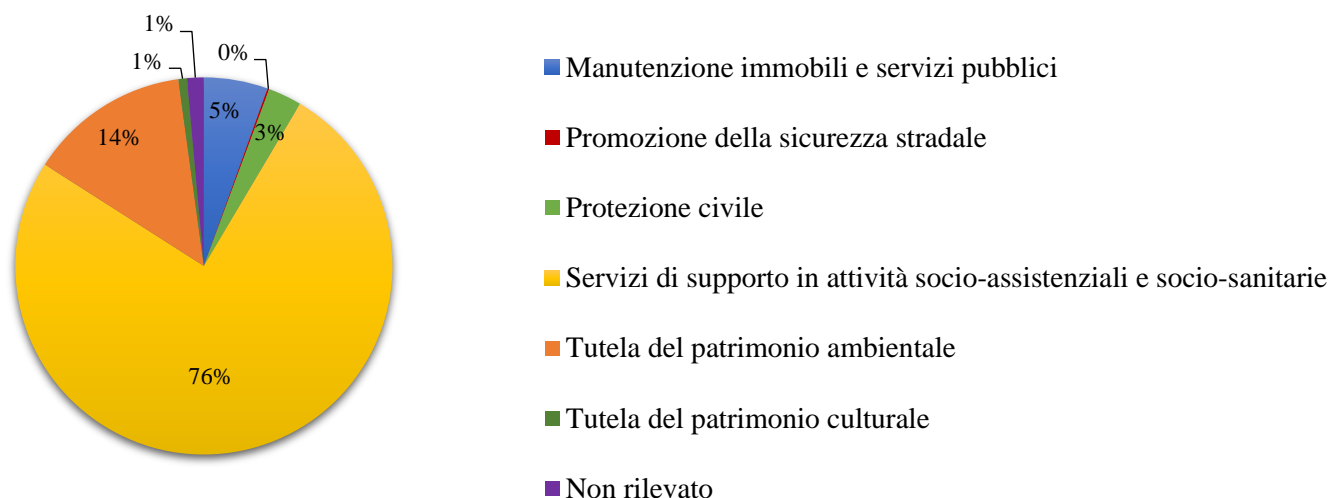 1%
1%
0%
5%
3%
14%
76%
Manutenzione immobili e servizi pubblici
Promozione della sicurezza stradale
Protezione civile
Servizi di supporto in attività socio-assistenziali e socio-sanitarie
Tutela del patrimonio ambientale
Tutela del patrimonio culturale
Non rilevato